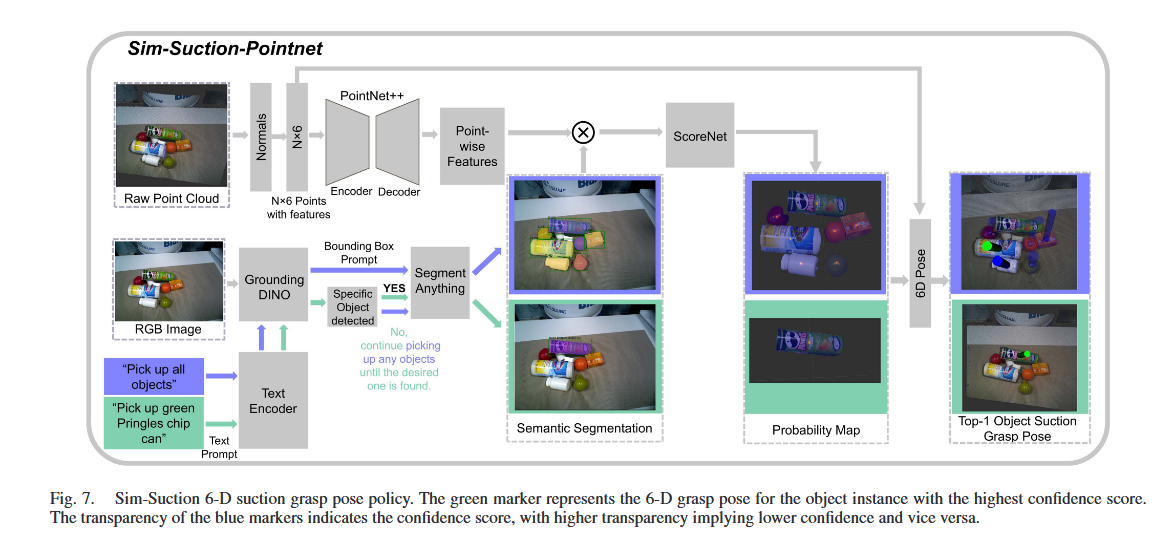 Sim-Suction-Pointnet
Raw Point Cloud
Normals
N×6
N×6 Points
with features
PointNet++
Encoder
Decoder
Point-
wise
Features
ScoreNet
RGB Image
Grounding
DINO
Bounding Box
Prompt
Specific
Object
detected
YES
No,
continue picking
up any objects
until the desired
one is found.
Segment
Anything
"Pick up all
objects"
"Pick up green
Pringles chip
can"
Text
Prompt
Text
Encoder
Semantic Segmentation
Probability Map
6D Pose
Top-1 Object Suction
Grasp Pose
Fig. 7. Sim-Suction 6-D suction grasp pose policy. The green marker represents the 6-D grasp pose for the object instance with the highest confidence score.
The transparency of the blue markers indicates the confidence score, with higher transparency implying lower confidence and vice versa.